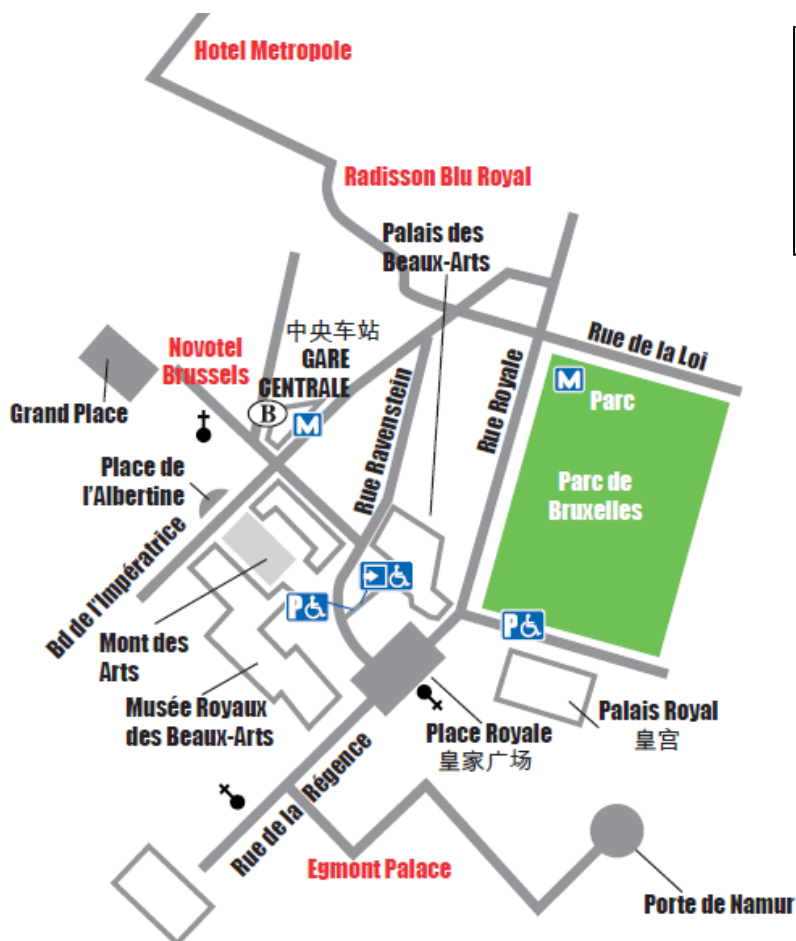 Hotel Metropole
Radisson Blu Royal
Palais des
Beaux-Arts
中央车站
GARE
CENTRALE
Novotel
Brussels
Rue de la Loi
Grand Place
B
M
M
Parc
Rue Royale
Rue Ravenstein
Place de
l'Albertine
Parc de
Bruxelles
Bd de l'Impératrice
P
P
Mont des
Arts
Musée Royaux
des Beaux-Arts
Place Royale
皇家广场
Palais Royal
皇宫
Rue de la Régence
Egmont Palace
Porte de Namur